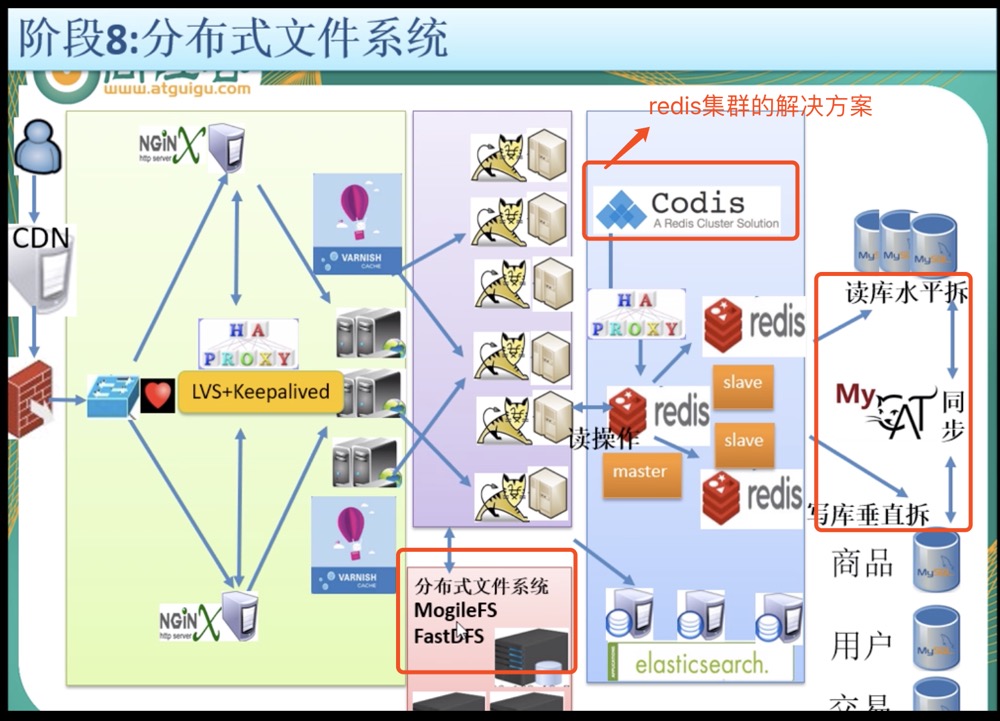 阶段8:分布式文件系统
www.atguigu.com
redis集群的解决方案
NGiNX
http server
Codis
A Redis Cluster Solution
CDN
VARNISH
CACHE
MySQL
读库水平拆
HA
PROXY
HA
PROXY
redis
LVS+Keepalived
slave
MyCAT
同步
redis
读操作
slave
master
redis
写库垂直拆
VARNISH
CACHE
分布式文件系统
MogileFS
FastDFS
商品
MySQL
NGiNX
http server
elasticsearch.
用户
MySQL
交易